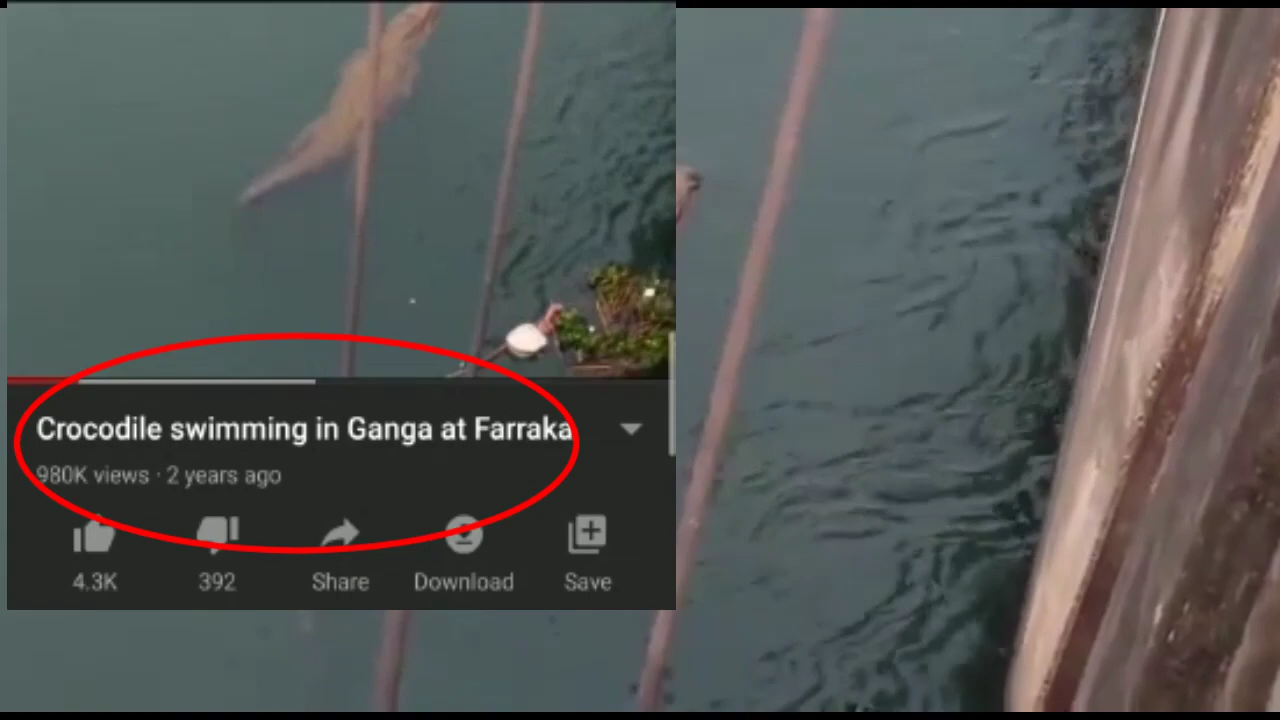 Crocodile swimming in Ganga at Farraka
980K views · 2 years ago
4.3K 392 Share Download Save